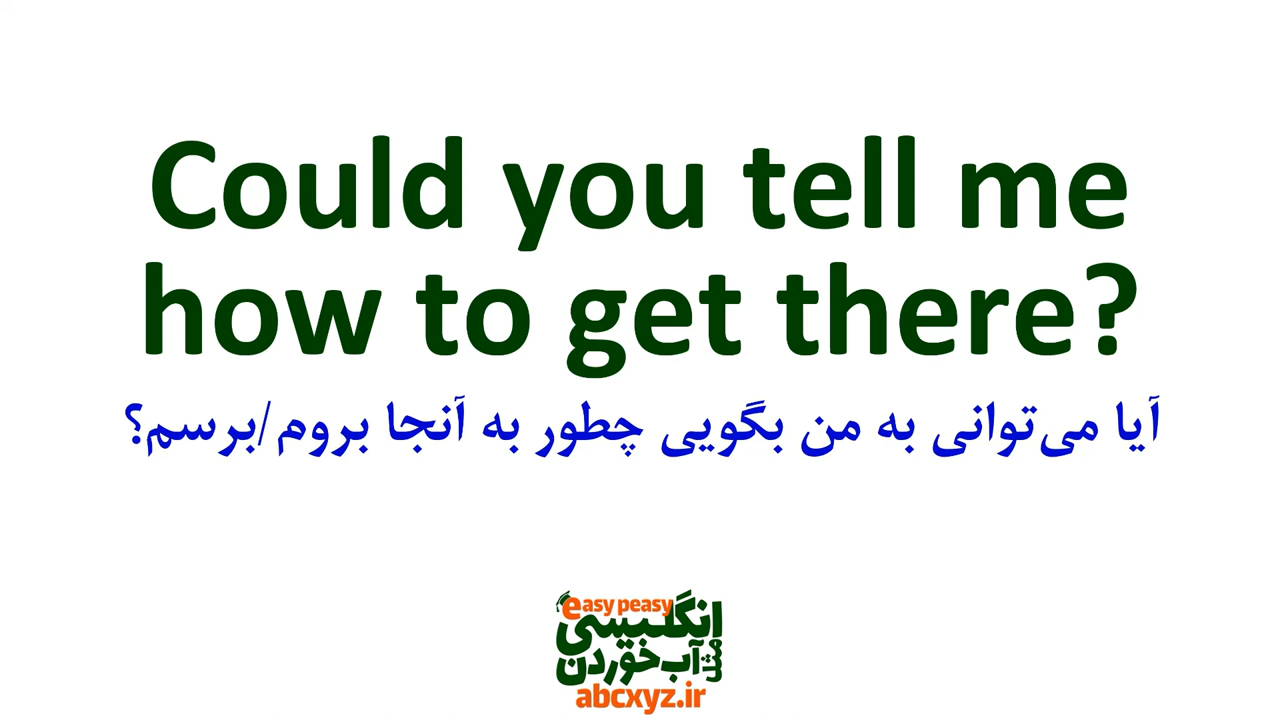 Could you tell me
how to get there?
آیا می‌توانی به من بگویی چطور به آنجا بروم/برسم؟
easy peasy
انگلیسی
مثل
آب خوردن
abcxyz.ir